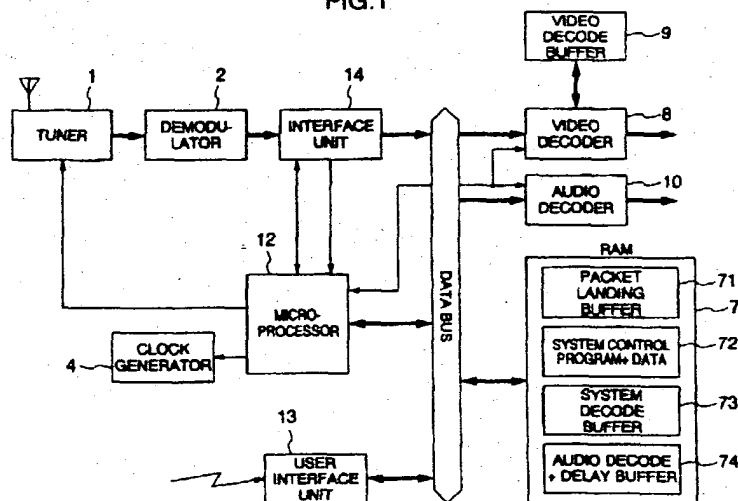 FIG.1
VIDEO
DECODE
BUFFER
9
1
2
14
8
TUNER
DEMODU-
LATOR
INTERFACE
UNIT
VIDEO
DECODER
10
AUDIO
DECODER
12
MICRO-
PROCESSOR
DATA BUS
RAM
PACKET
LANDING
BUFFER
71
7
CLOCK
GENERATOR
4
SYSTEM CONTROL
PROGRAM+ DATA
72
SYSTEM
DECODE
BUFFER
73
13
USER
INTERFACE
UNIT
AUDIO DECODE
+ DELAY BUFFER
74